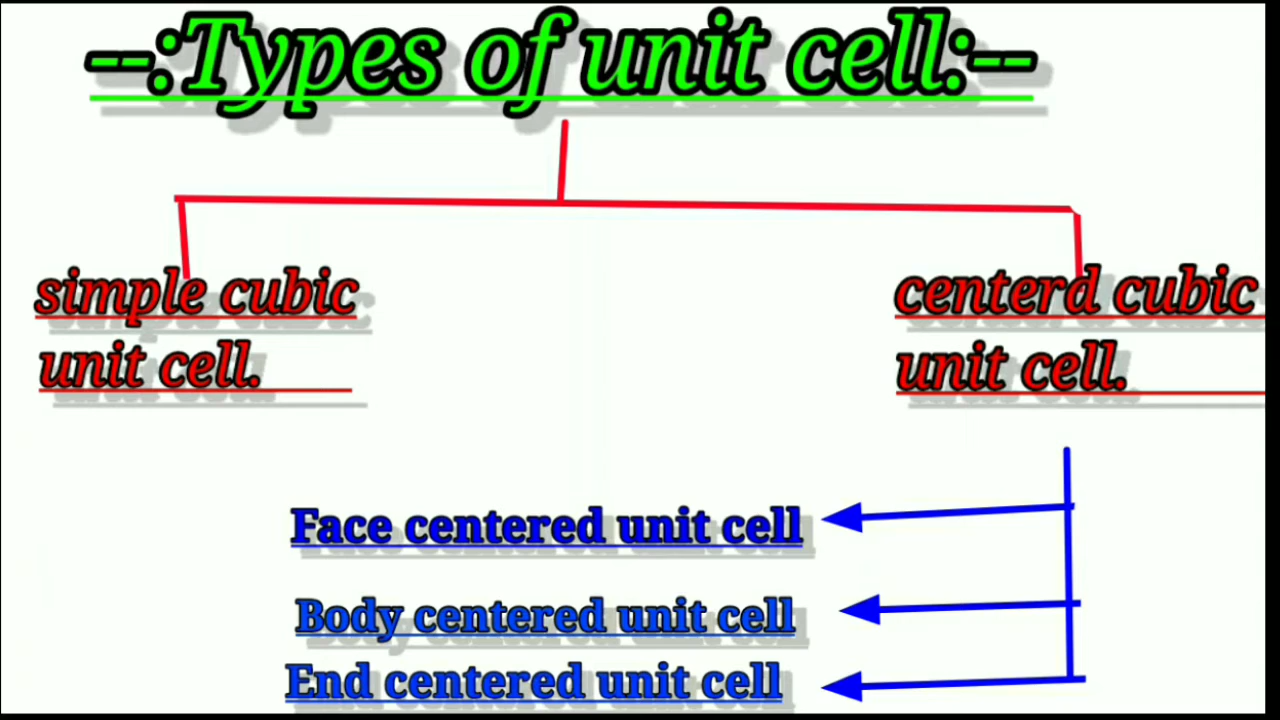 --:Types of unit cell:--
simple cubic
unit cell.
centerd cubic
unit cell.
Face centered unit cell
Body centered unit cell
End centered unit cell